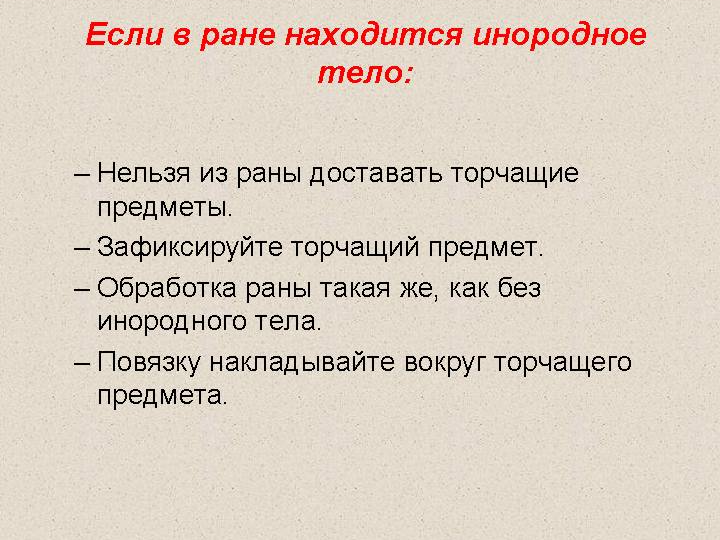 Если в ране находится инородное
тело:
– Нельзя из раны доставать торчащие
предметы.
– Зафиксируйте торчащий предмет.
– Обработка раны такая же, как без
инородного тела.
– Повязку накладывайте вокруг торчащего
предмета.